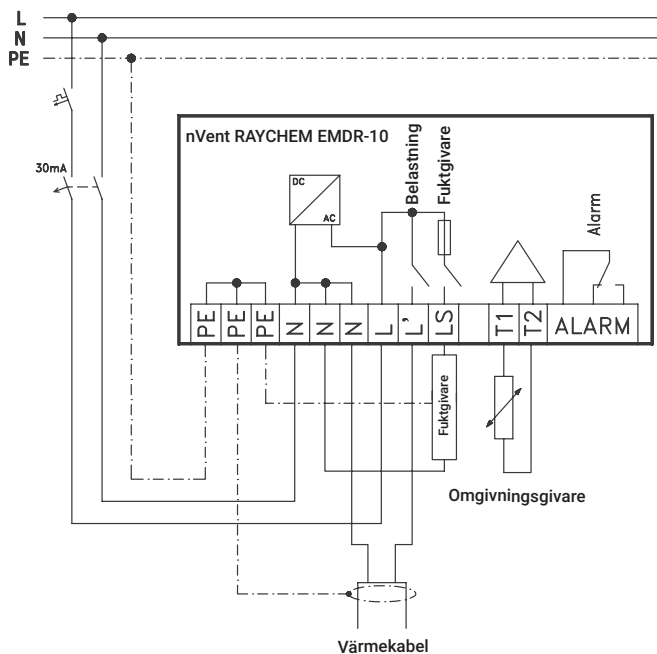 L
N
PE
nVent RAYCHEM EMDR-10
Belastning
Fuktgivare
Alarm
30mA
DC
AC
PE
PE
PE
N
N
N
L
L'
LS
T1
T2
ALARM
Fuktgivare
Omgivningsgivare
Värmekabel